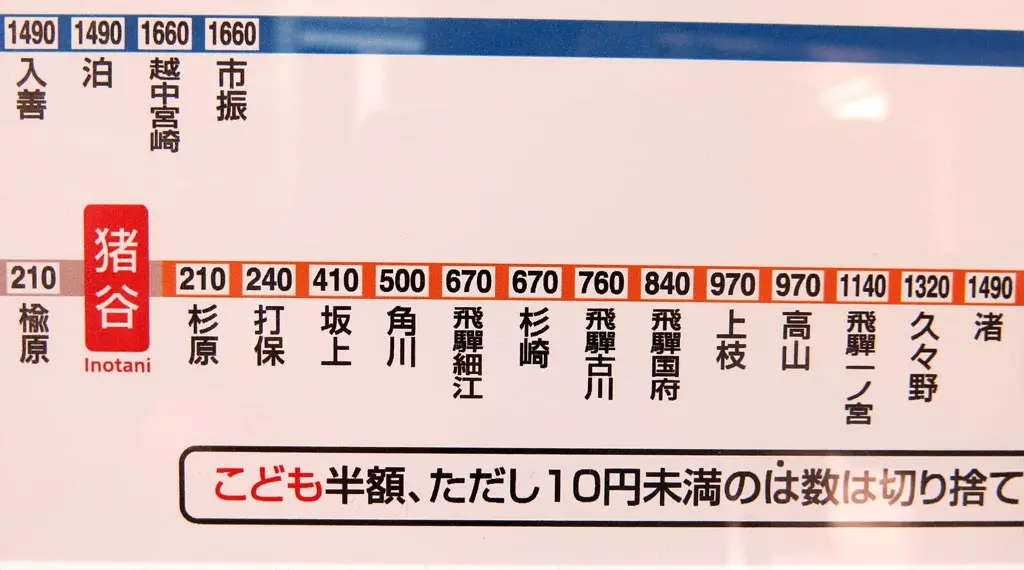 1490 1490 1660 1660
入善 泊 越中宮崎 市振
猪谷
Inotani
210 210 240 410 500 670 670 760 840 970 970 1140 1320 1490
楡原 杉原 打保 坂上 角川 飛驒細江 杉崎 飛驒古川 飛驒国府 上枝 高山 飛驒一ノ宮 久々野 渚
こども半額、ただし10円未満のは数は切り捨て